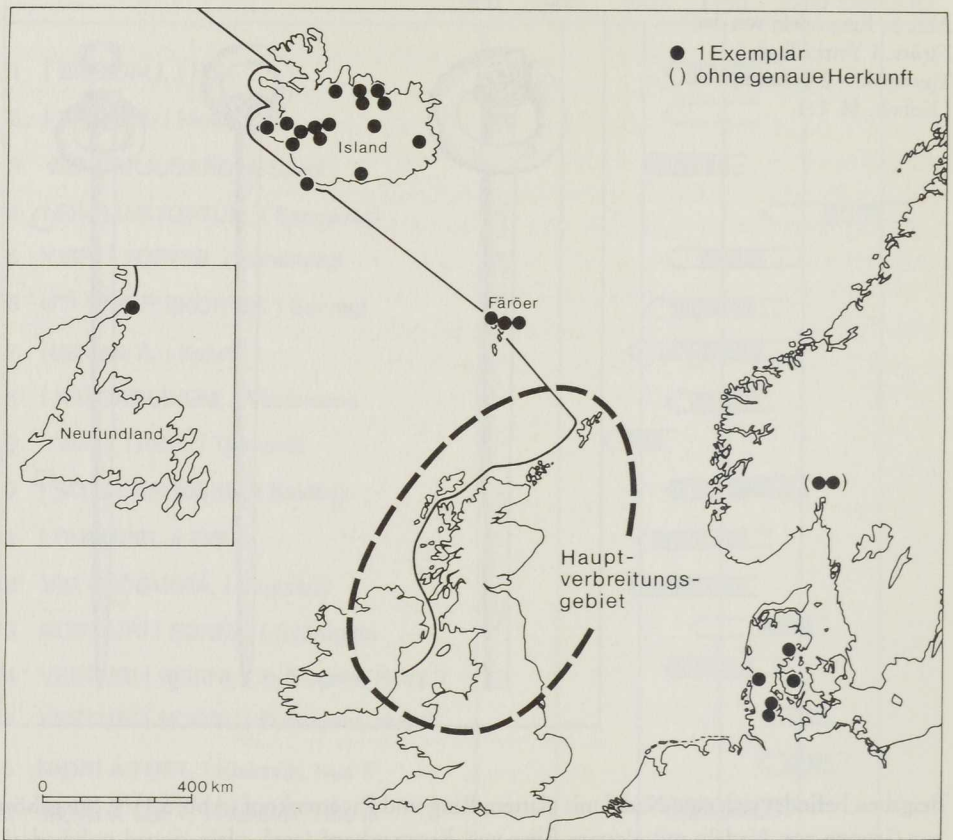 ● 1 Exemplar
( ) ohne genaue Herkunft
Island
Färöer
Neufundland
( )
Haupt-
verbreitungs-
gebiet
0 400 km